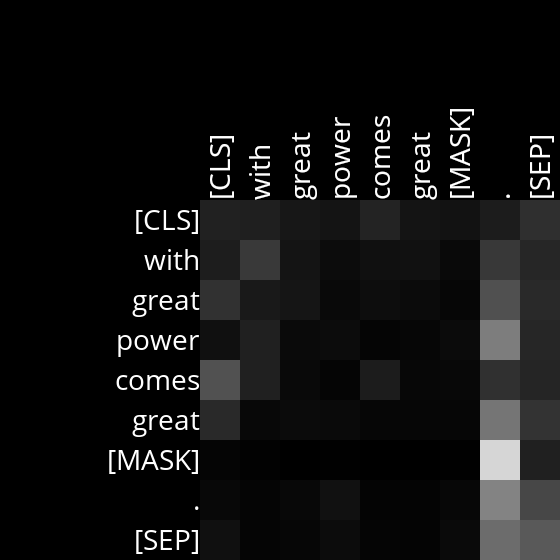 [CLS] with great power comes great [MASK] . [SEP]
[CLS]
with
great
power
comes
great
[MASK]
.
[SEP]